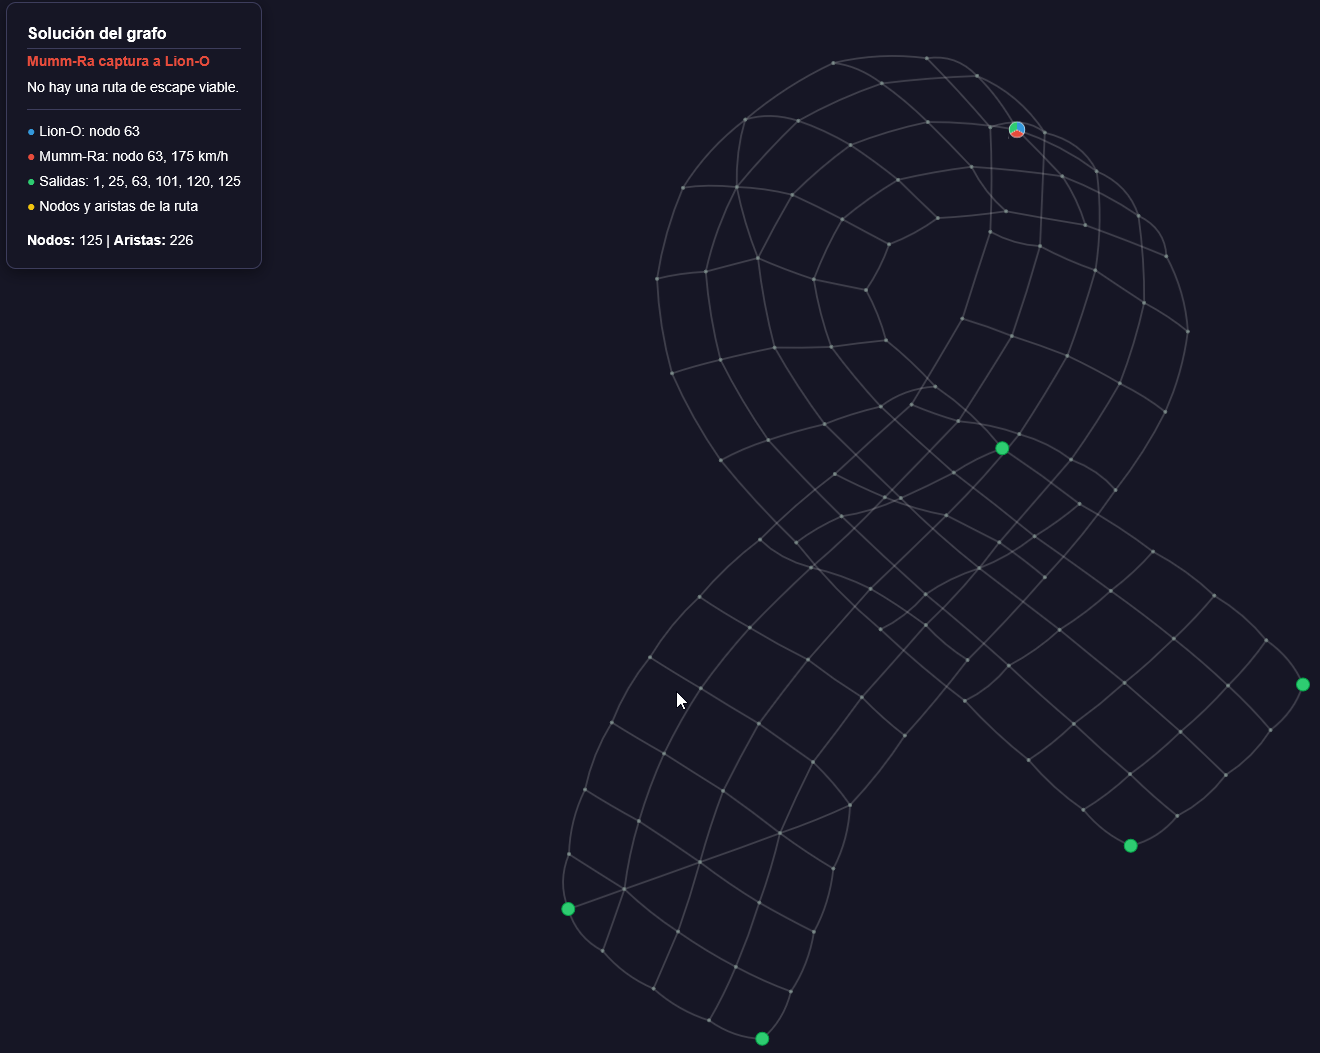 Solución del grafo
Mumm-Ra captura a Lion-O
No hay una ruta de escape viable.
Lion-O: nodo 63
Mumm-Ra: nodo 63, 175 km/h
Salidas: 1, 25, 63, 101, 120, 125
Nodos y aristas de la ruta
Nodos: 125 | Aristas: 226